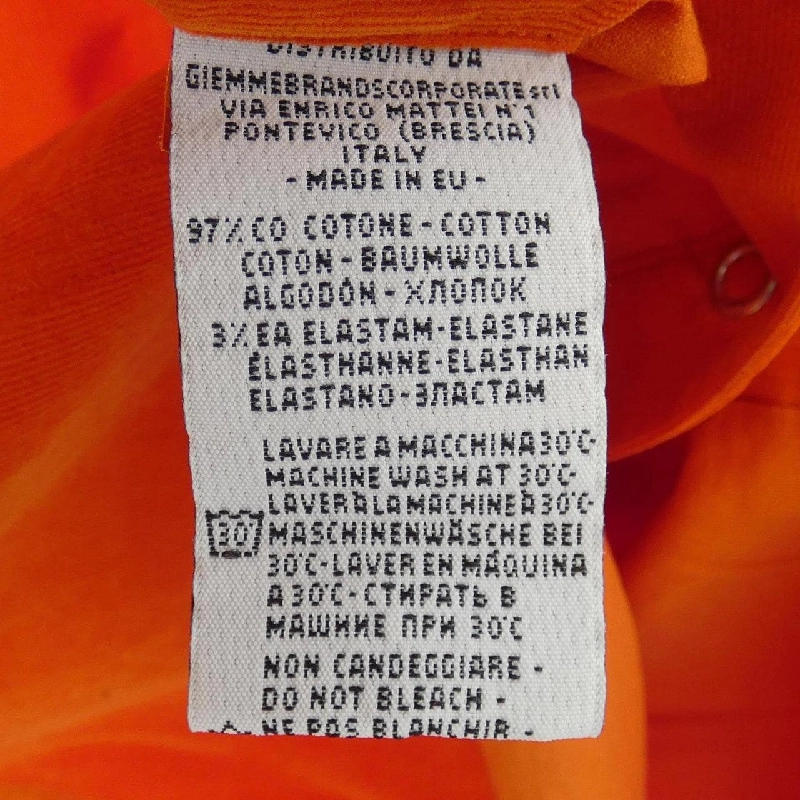 DISTRIBUITO DA
GIEMMEBRANDSCORPORATE srl
VIA ENRICO MATTEI N°1
PONTEVICO (BRESCIA)
ITALY
- MADE IN EU -
97% CO COTONE - COTTON
COTON - BAUMWOLLE
ALGODÓN - ХЛОПОК
3% EA ELASTAM - ELASTANE
ÉLASTHANNE - ELASTHAN
ELASTANO - ЭЛАСТАМ
LAVARE A MACCHINA 30°C-
MACHINE WASH AT 30°C-
LAVER À LA MACHINE À 30°C-
30° MASCHINENWÄSCHE BEI
30°C - LAVER EN MÁQUINA
A 30°C - СТИРАТЬ В
МАШИНЕ ПРИ 30°C
NON CANDEGGIARE -
DO NOT BLEACH -
NE PAS BLANCHIR -